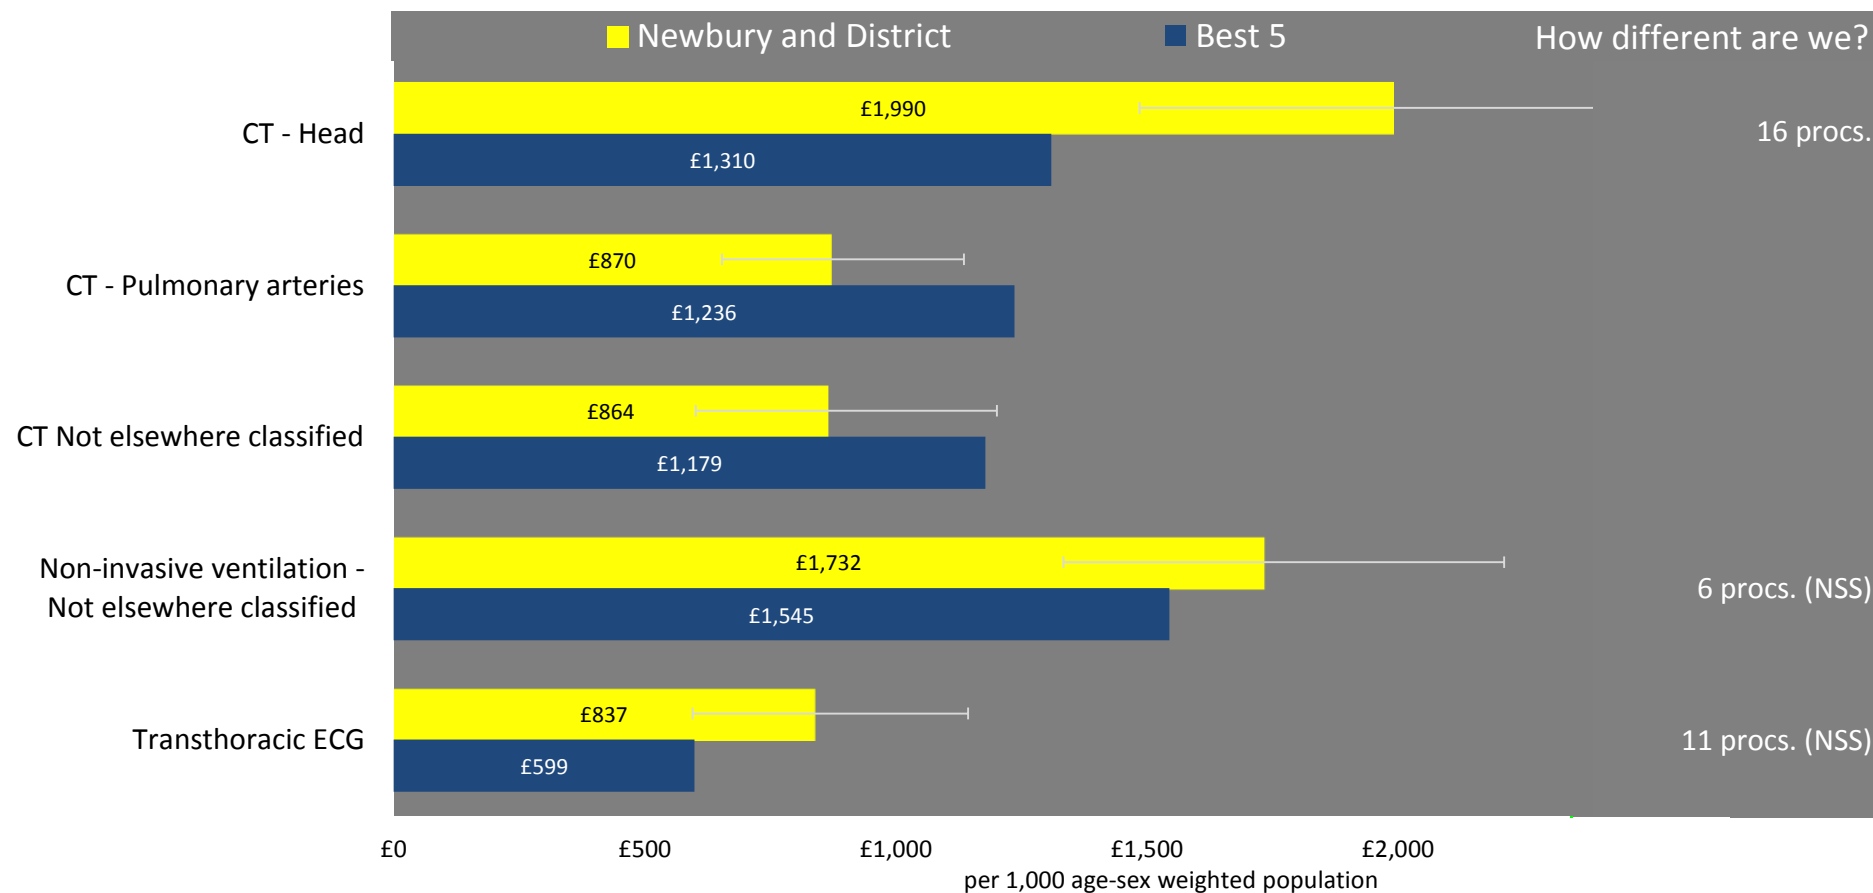 Newbury and District Best 5 How different are we?
CT - Head
£1,990
£1,310
16 procs.
CT - Pulmonary arteries
£870
£1,236
CT Not elsewhere classified
£864
£1,179
Non-invasive ventilation -
Not elsewhere classified
£1,732
£1,545
6 procs. (NSS)
Transthoracic ECG
£837
£599
11 procs. (NSS)
£0 £500 £1,000 £1,500 £2,000
per 1,000 age-sex weighted population